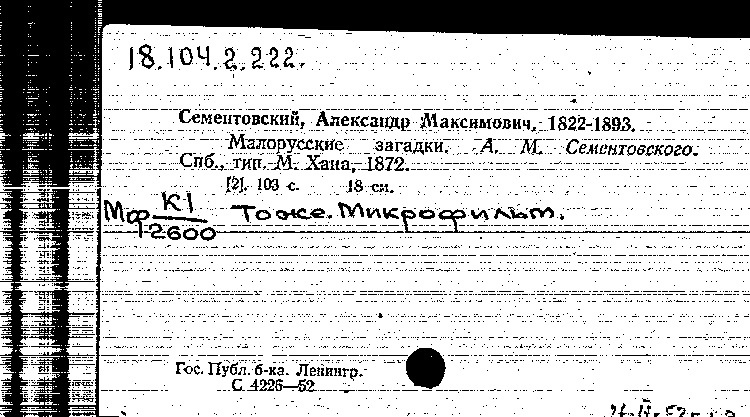 18.104.2.222.
Сементовский, Александр Максимович, 1822-1893.
Малорусские загадки. А. М. Сементовского.
Спб., тип. М. Хана, 1872.
[2]. 103 с. 18 см.
Мф К1 Тоже. Микрофильм.
12600
Гос. Публ. б-ка. Ленингр.
С 4226—52